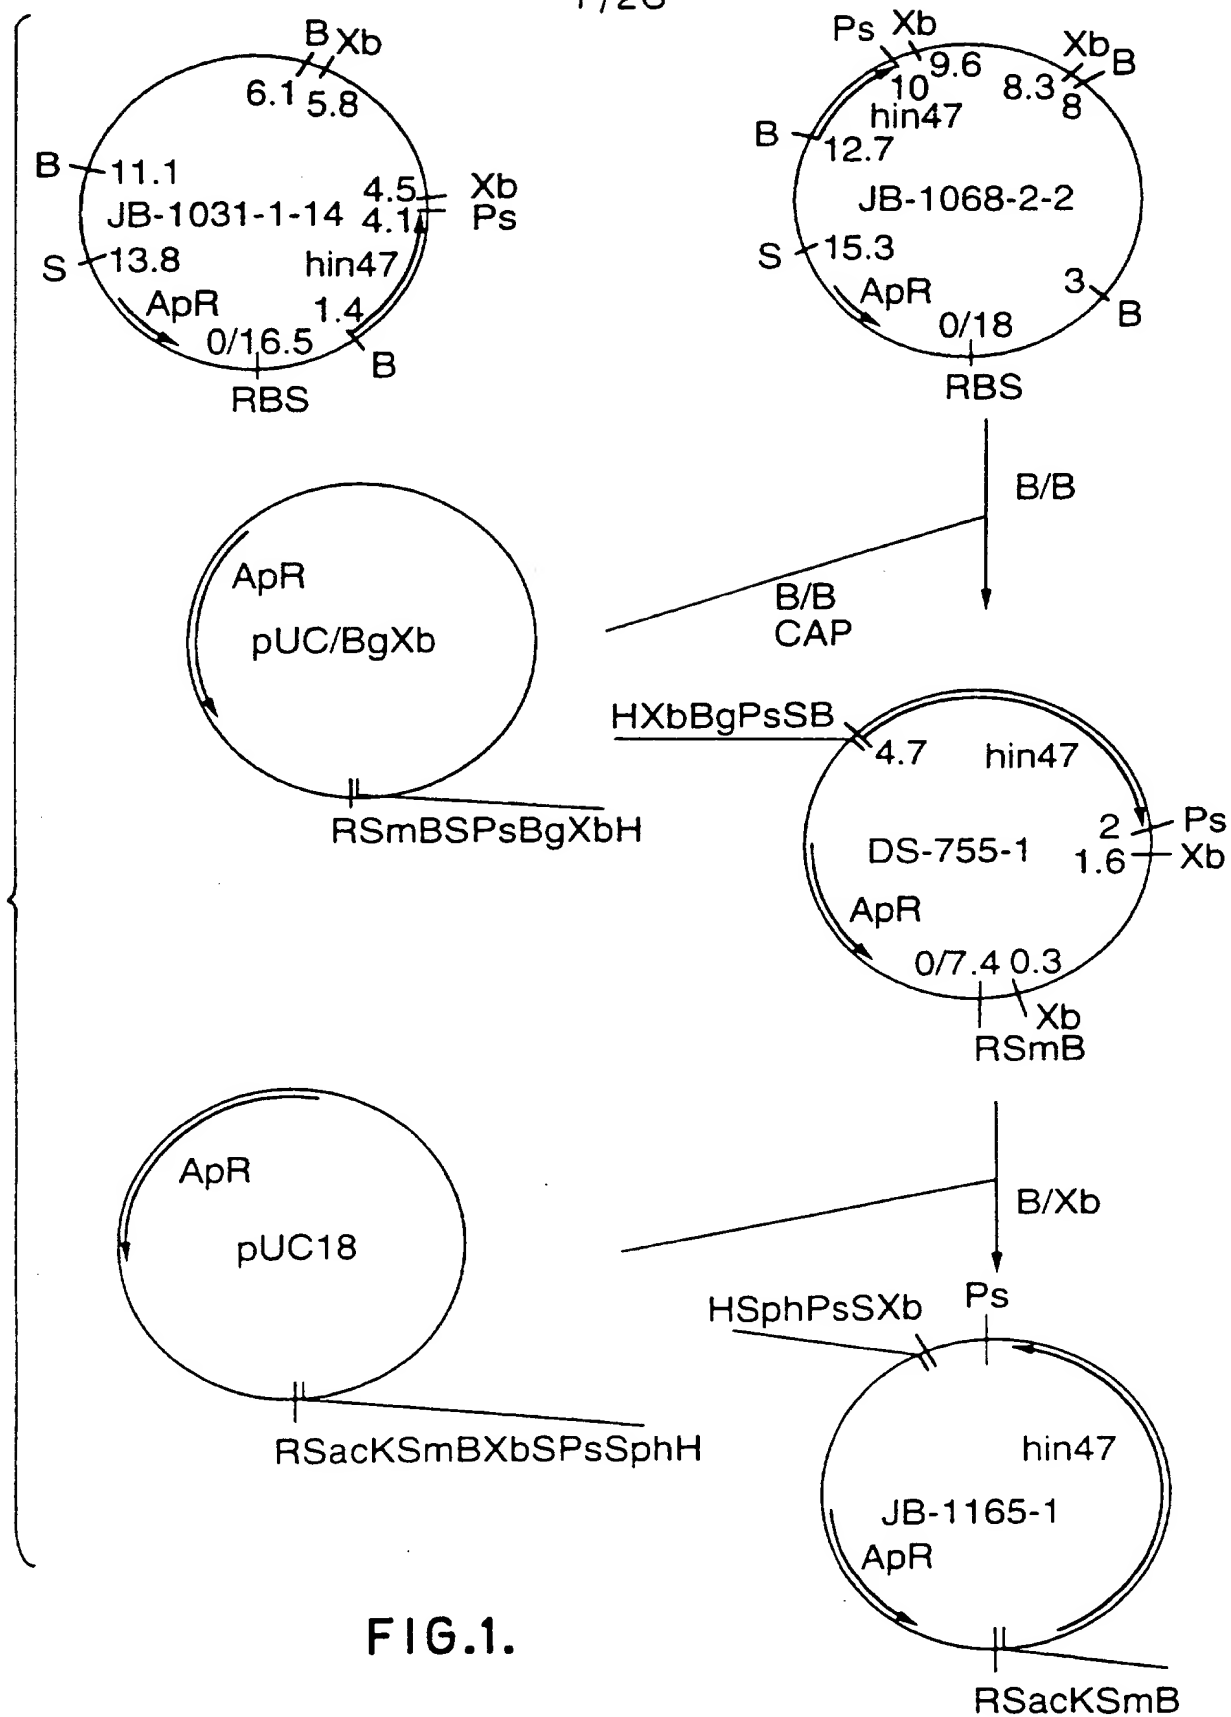 B Xb
6.1 5.8
B 11.1
JB-1031-1-14
4.5 Xb
4.1 Ps
S 13.8
hin47
ApR
1.4
0/16.5
B
RBS
Ps Xb
10 9.6
Xb B
8.3 8
hin47
B 12.7
JB-1068-2-2
S 15.3
ApR
3
B
0/18
RBS
B/B
ApR
pUC/BgXb
B/B
CAP
RSmBSPsBgXbH
HXbBgPsSB
4.7
hin47
DS-755-1
2 Ps
1.6 Xb
ApR
0/7.4 0.3
Xb
RSmB
ApR
pUC18
B/Xb
RSacKSmBXbSPsSphH
HSphPsSXb
Ps
hin47
JB-1165-1
ApR
RSacKSmB
FIG.1.